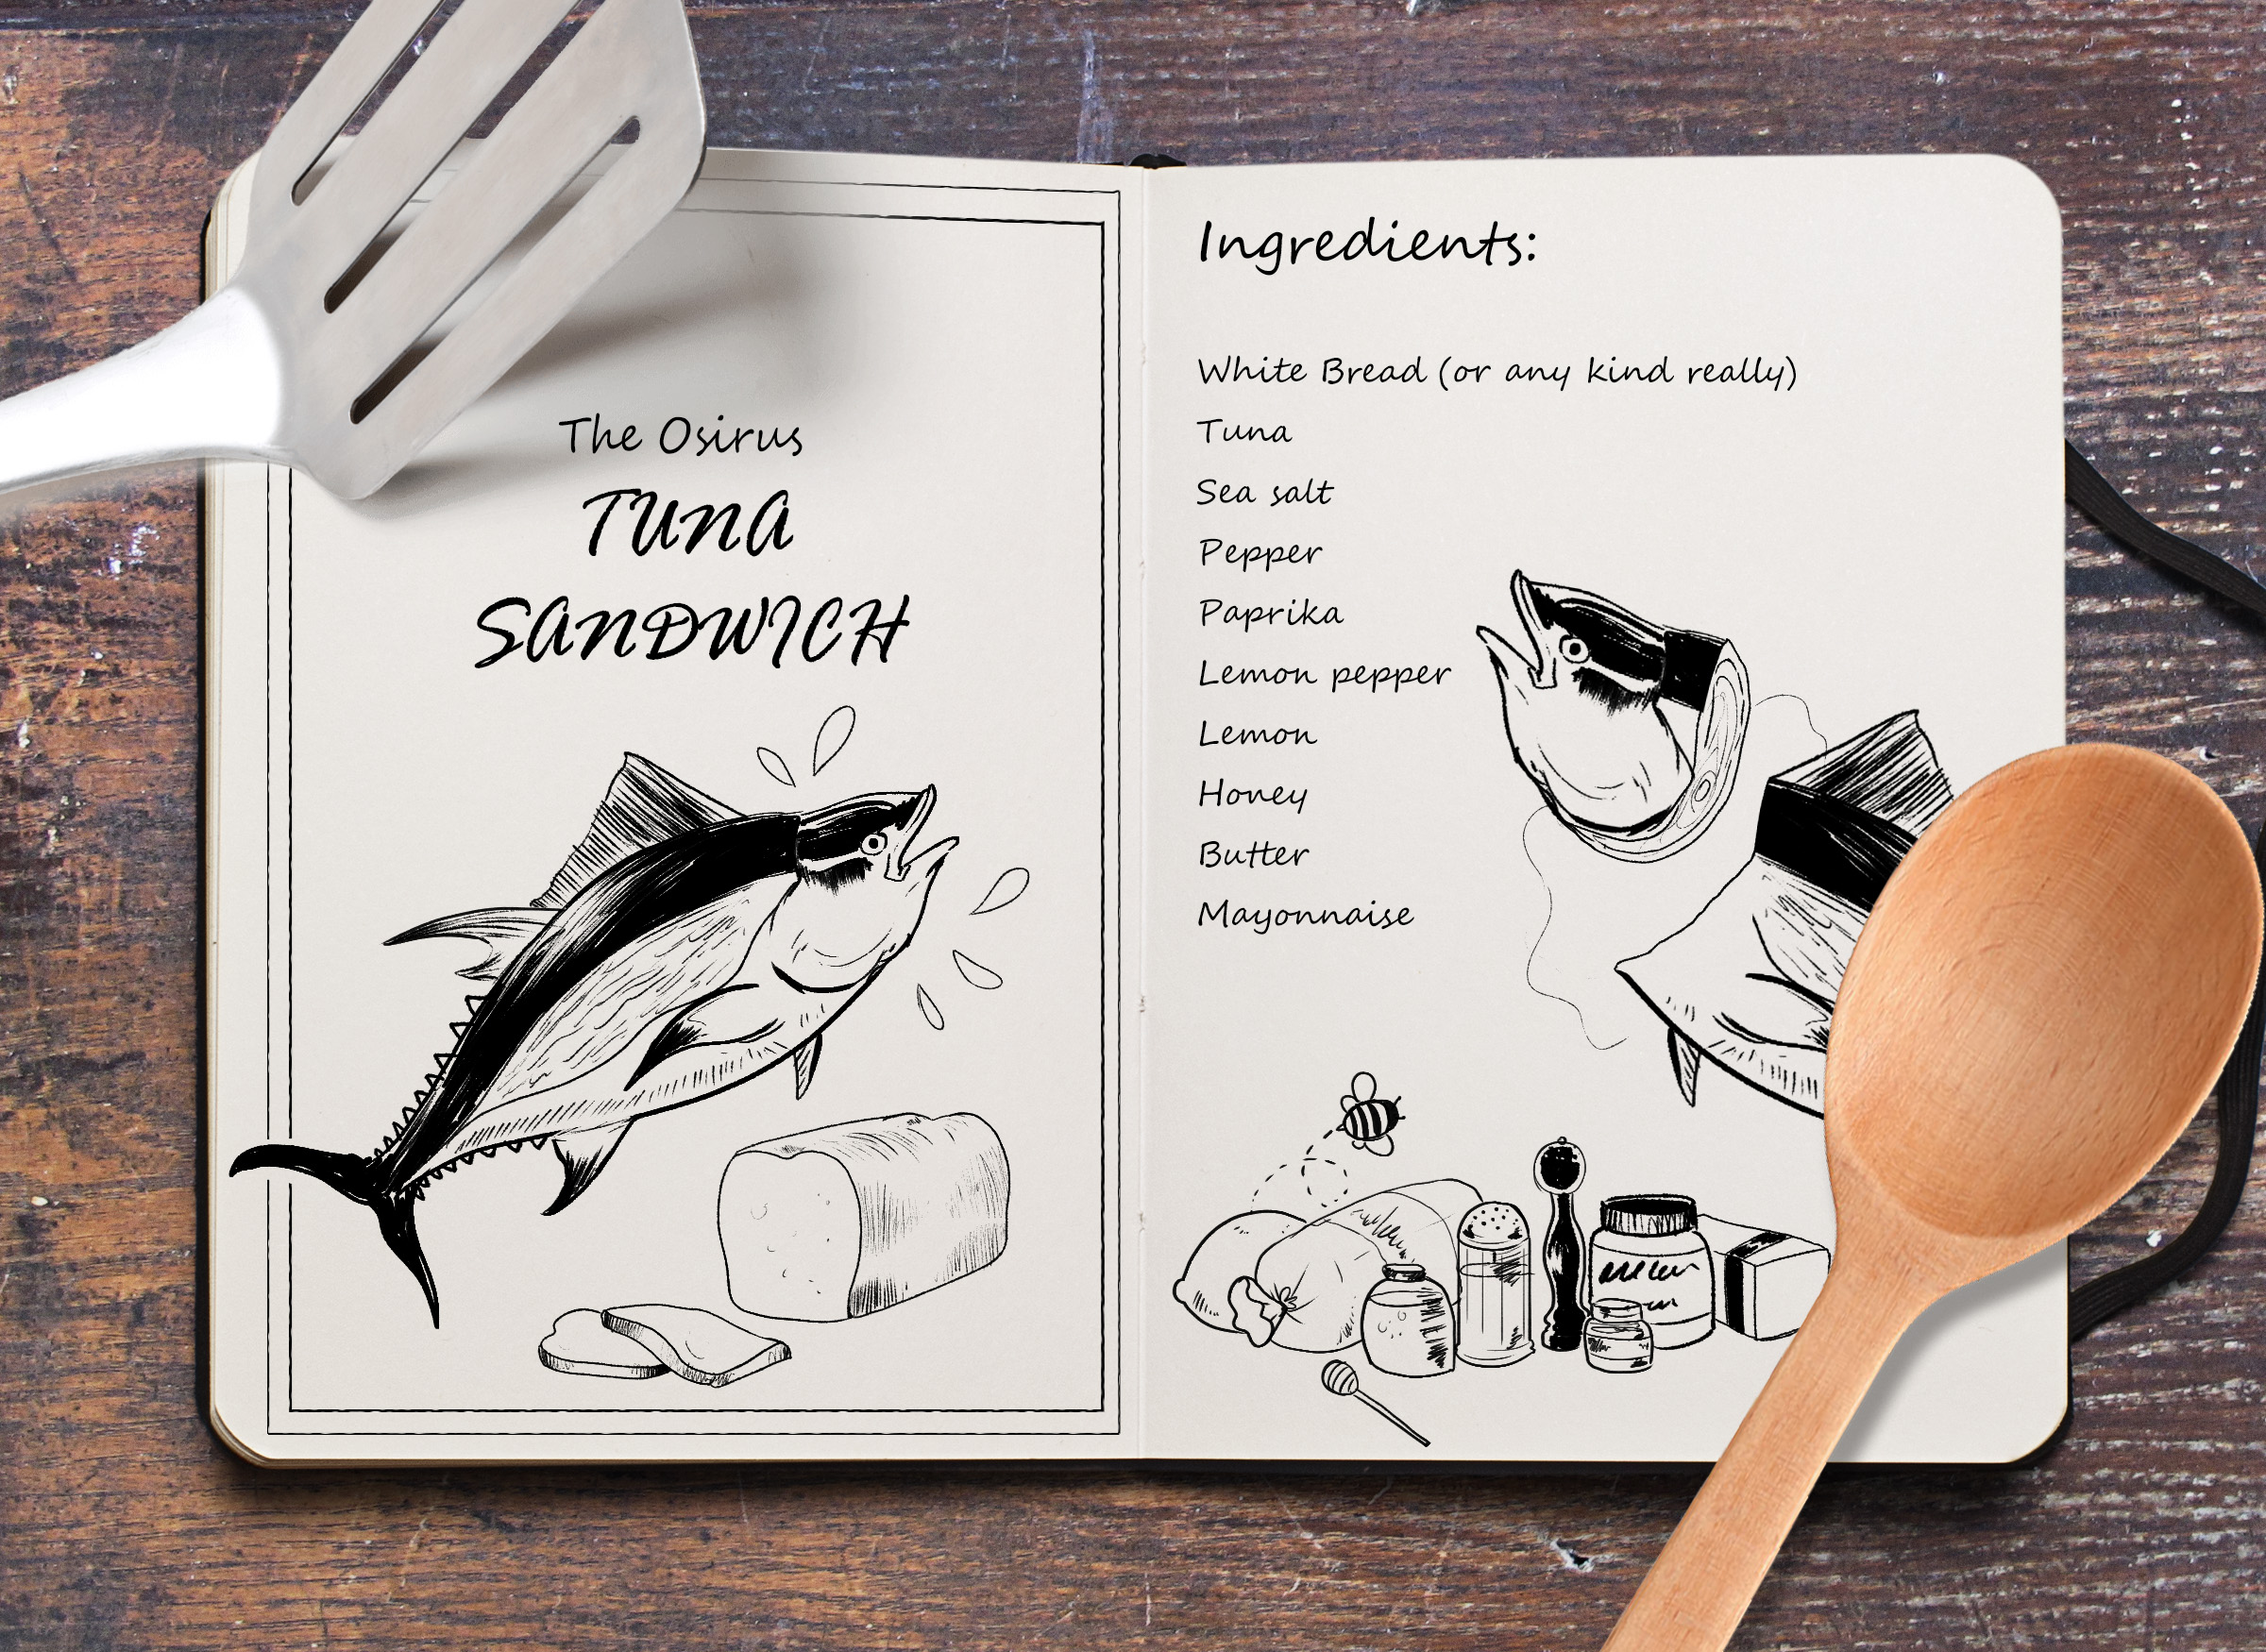 The Osirus
TUNA
SANDWICH
Ingredients:
White Bread (or any kind really)
Tuna
Sea salt
Pepper
Paprika
Lemon pepper
Lemon
Honey
Butter
Mayonnaise